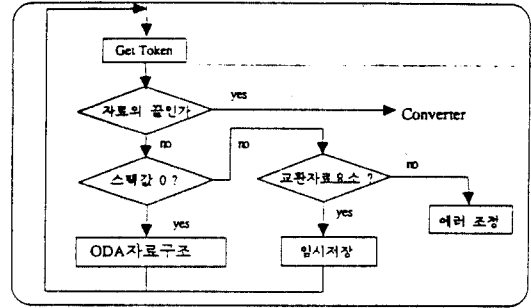 Get Token
자료의 끝인가
yes
Converter
no
no
스택값 0 ?
교환자료요소 ?
no
yes
yes
에러 조정
ODA자료구조
임시저장